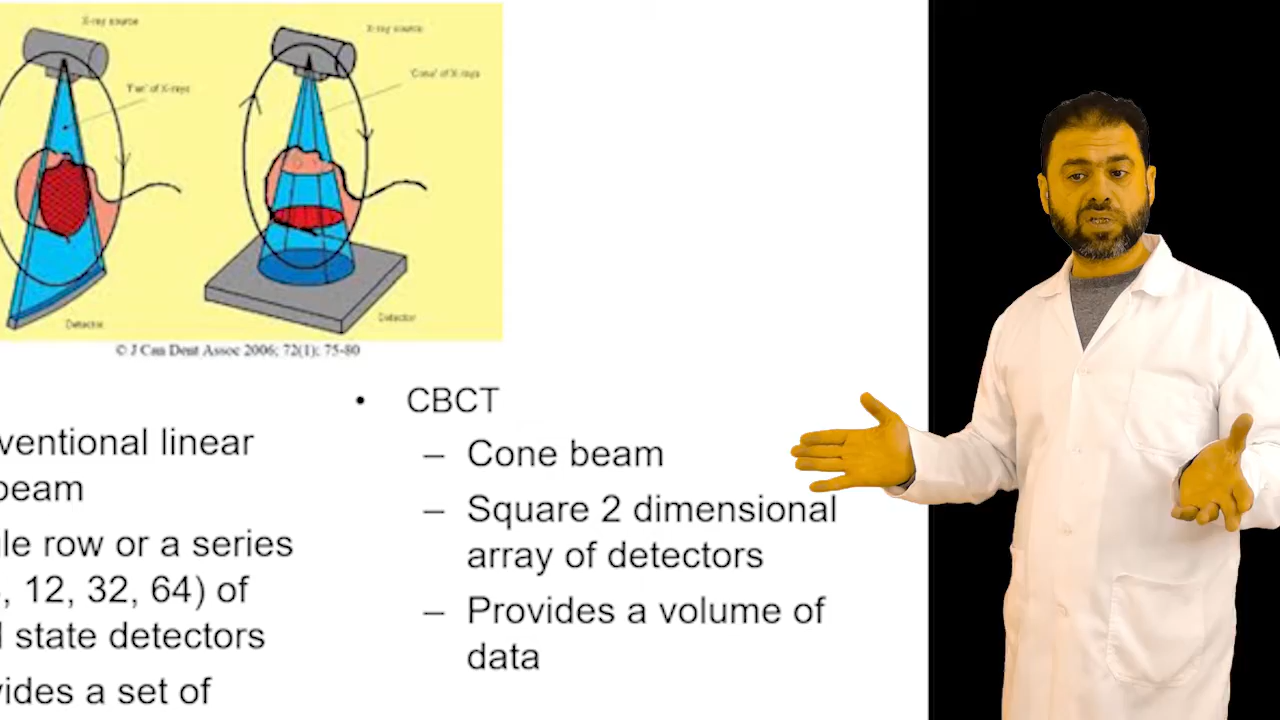 X-ray source
X-ray source
'Fan' of X-rays
'Cone' of X-rays
Detector
Detector
© J Can Dent Assoc 2006; 72(1); 75-80
ventional linear
beam
le row or a series
, 12, 32, 64) of
state detectors
vides a set of
• CBCT
– Cone beam
– Square 2 dimensional
array of detectors
– Provides a volume of
data